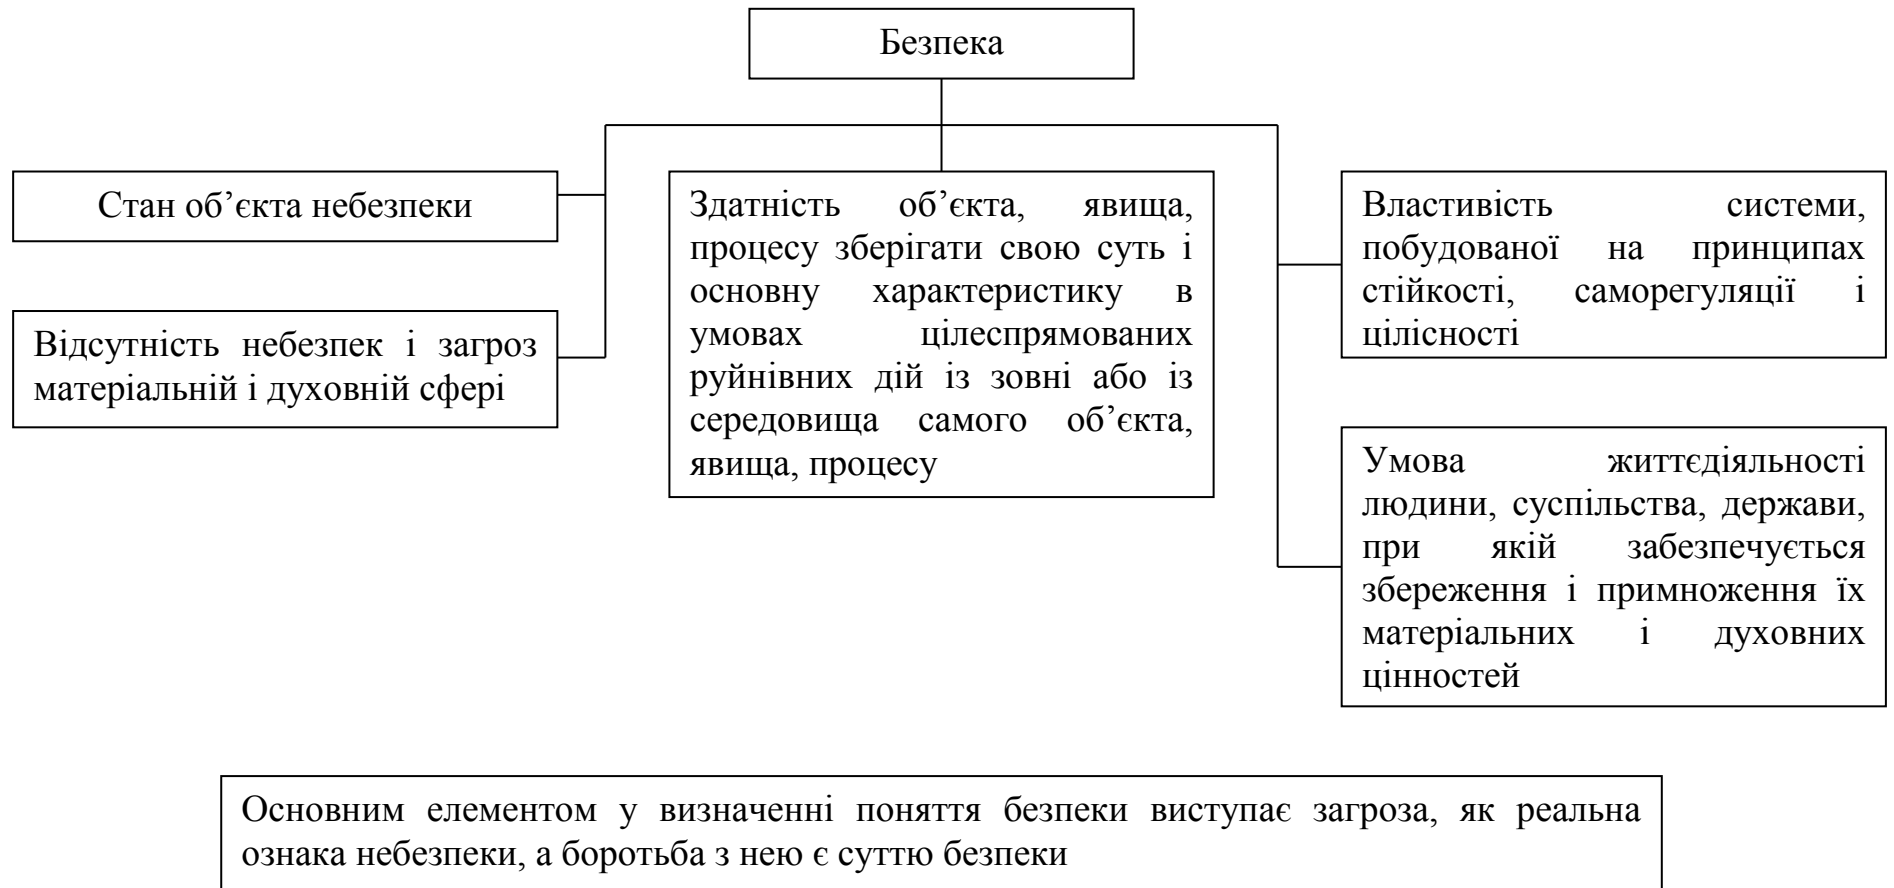 Безпека
Стан об’єкта небезпеки
Відсутність небезпек і загроз
матеріальній і духовній сфері
Здатність об’єкта, явища,
процесу зберігати свою суть і
основну характеристику в
умовах цілеспрямованих
руйнівних дій із зовні або із
середовища самого об’єкта,
явища, процесу
Властивість системи,
побудованої на принципах
стійкості, саморегуляції і
цілісності
Умова життєдіяльності
людини, суспільства, держави,
при якій забезпечується
збереження і примноження їх
матеріальних і духовних
цінностей
Основним елементом у визначенні поняття безпеки виступає загроза, як реальна
ознака небезпеки, а боротьба з нею є суттю безпеки